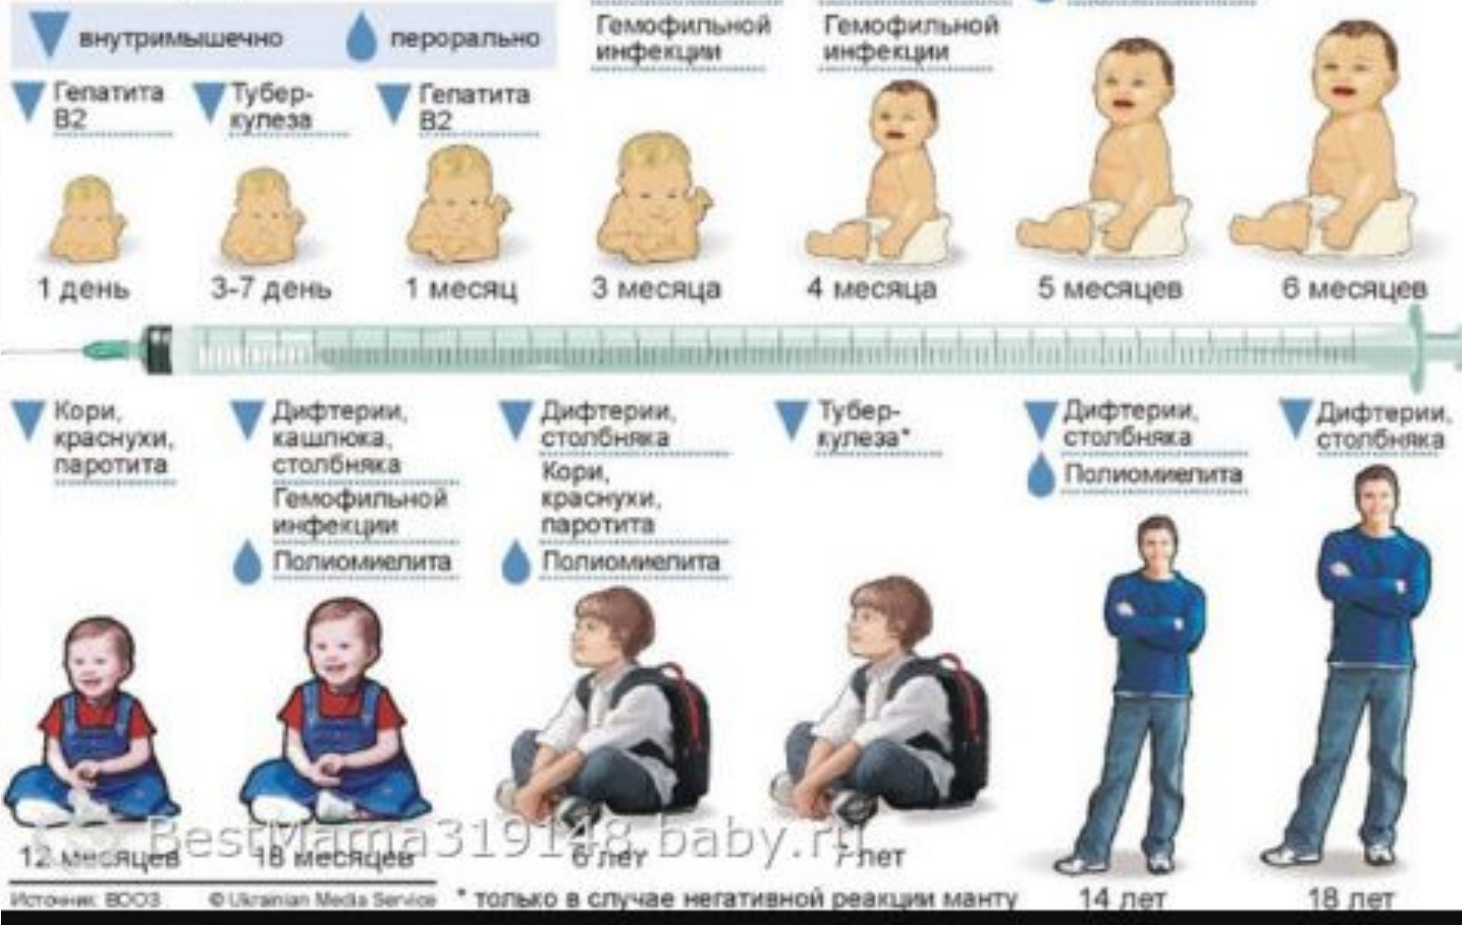 внутримышечно
перорально
Гемофильной
инфекции
Гемофильной
инфекции
Гепатита
В2
Тубер-
кулеза
Гепатита
В2
1 день
3-7 день
1 месяц
3 месяца
4 месяца
5 месяцев
6 месяцев
Кори,
краснухи,
паротита
Дифтерии,
кашлюка,
столбняка
Гемофильной
инфекции
Полиомиелита
Дифтерии,
столбняка
Кори,
краснухи,
паротита
Полиомиелита
Тубер-
кулеза*
Дифтерии,
столбняка
Полиомиелита
Дифтерии,
столбняка
BestMama319148.baby.ru
12 месяцев
18 месяцев
6 лет
7 лет
14 лет
18 лет
Источник: ВООЗ
© Ukrainian Media Service
* только в случае негативной реакции манту